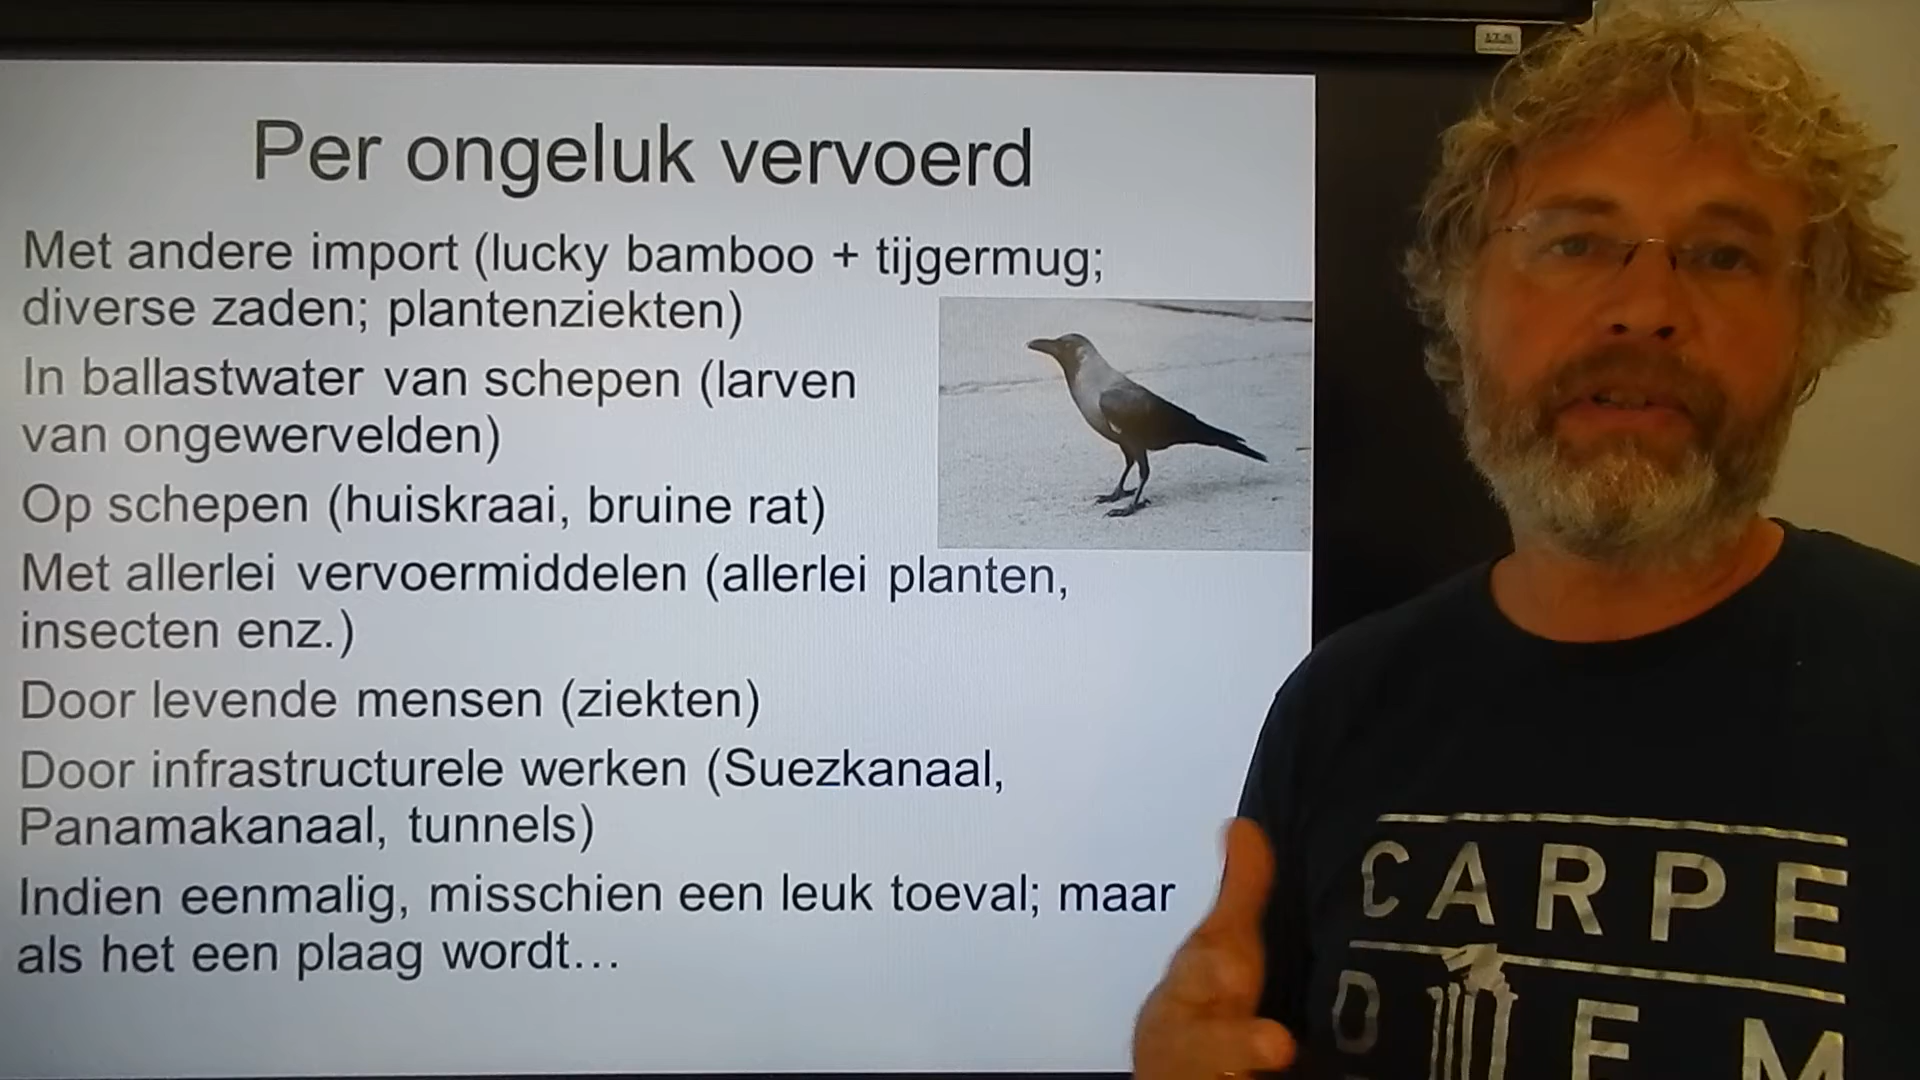 Per ongeluk vervoerd
Met andere import (lucky bamboo + tijgermug;
diverse zaden; plantenziekten)
In ballastwater van schepen (larven
van ongewervelden)
Op schepen (huiskraai, bruine rat)
Met allerlei vervoermiddelen (allerlei planten,
insecten enz.)
Door levende mensen (ziekten)
Door infrastructurele werken (Suezkanaal,
Panamakanaal, tunnels)
Indien eenmalig, misschien een leuk toeval; maar
als het een plaag wordt...
CARPE
D EM